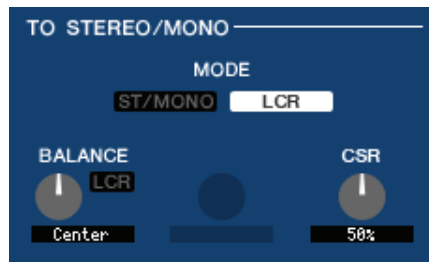 TO STEREO/MONO
MODE
ST/MONO LCR
BALANCE CSR
LCR
Center 50%